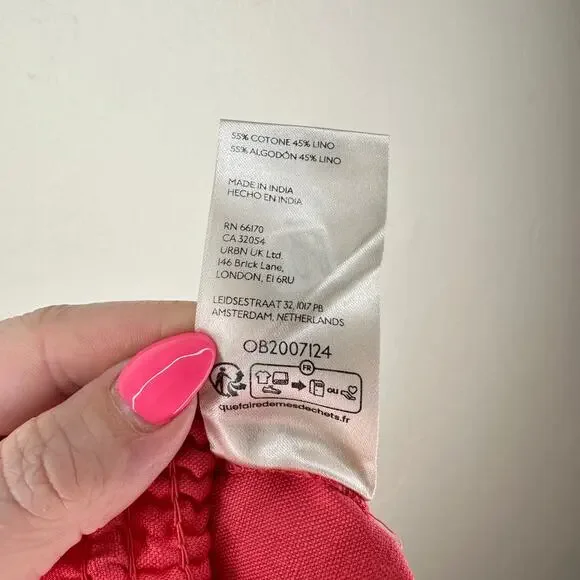 55% COTONE 45% LINO
55% ALGODÓN 45% LINO
MADE IN INDIA
HECHO EN INDIA
RN 66170
CA 32054
URBN UK Ltd.
146 Brick Lane,
LONDON, E1 6RU
LEIDSESTRAAT 32, 1017 PB
AMSTERDAM, NETHERLANDS
OB2007124
FR
OU
quefairedemesdechets.fr